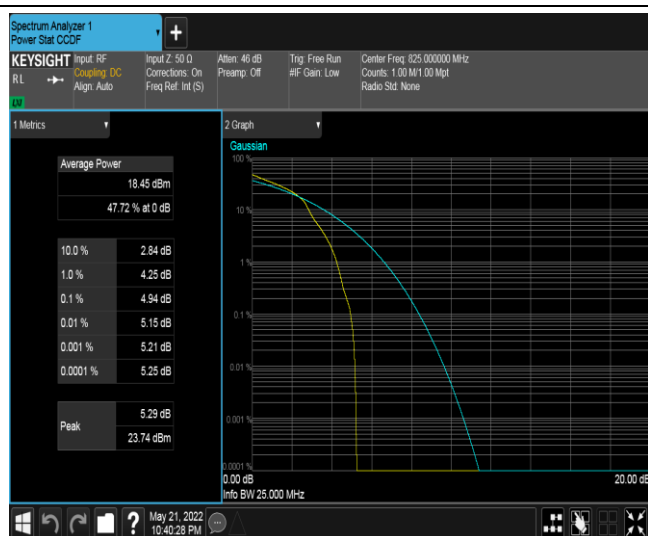 Spectrum Analyzer 1
Power Stat CCDF
+
KEYSIGHT
RL
LXI
Input: RF
Coupling: DC
Align: Auto
Input Z: 50 Ω
Corrections: On
Freq Ref: Int (S)
Atten: 46 dB
Preamp: Off
Trig: Free Run
#IF Gain: Low
Center Freq: 825.000000 MHz
Counts: 1.00 M/1.00 Mpt
Radio Std: None
1 Metrics
Average Power
18.45 dBm
47.72 % at 0 dB
10.0 % 2.84 dB
1.0 % 4.25 dB
0.1 % 4.94 dB
0.01 % 5.15 dB
0.001 % 5.21 dB
0.0001 % 5.25 dB
Peak
5.29 dB
23.74 dBm
2 Graph
Gaussian
100 %
10 %
1 %
0.1 %
0.01 %
0.001 %
0.0001 %
0.00 dB
20.00 dB
Info BW 25.000 MHz
?
May 21, 2022
10:40:28 PM